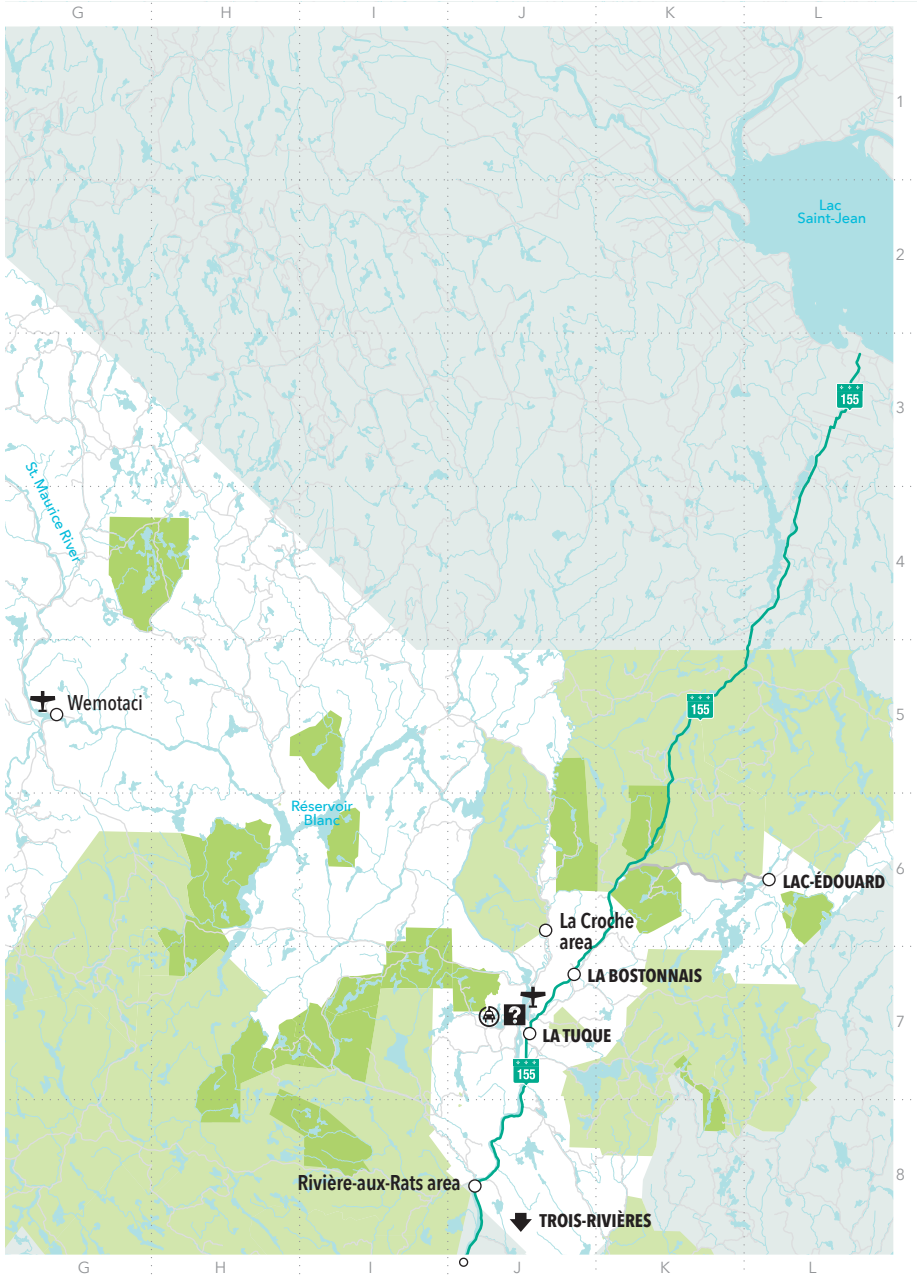 G H I J K L
1
Lac
Saint-Jean
2
155
3
St. Maurice River
4
Wemotaci
155
5
Réservoir
Blanc
6
LAC-ÉDOUARD
La Croche
area
LA BOSTONNAIS
?
7
LA TUQUE
155
Rivière-aux-Rats area
8
TROIS-RIVIÈRES
G H I J K L